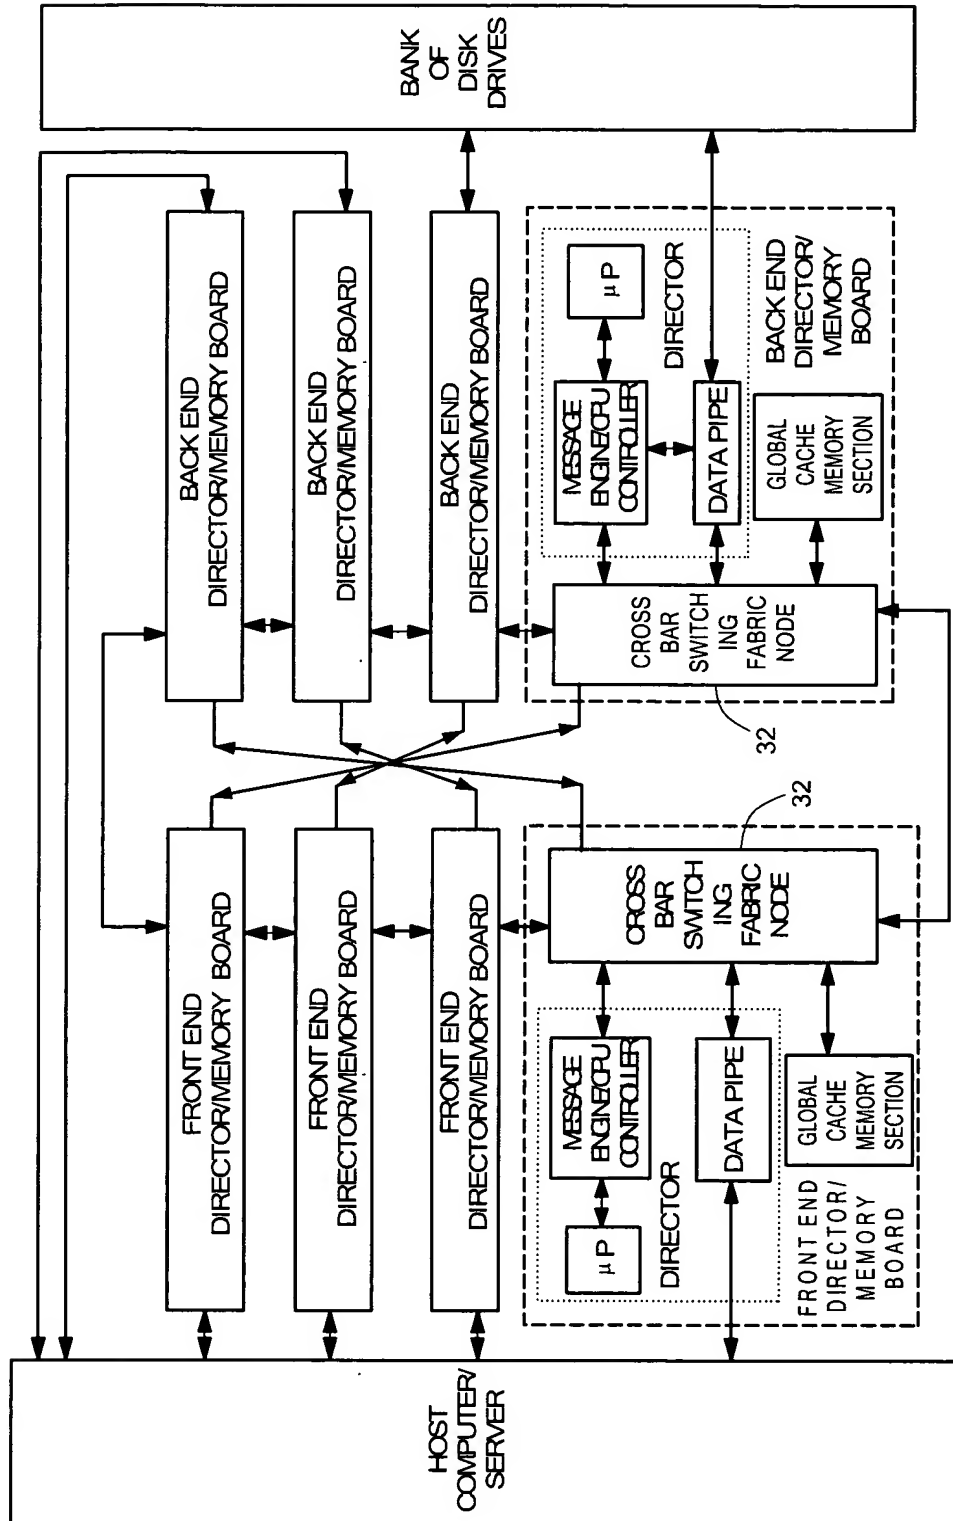 HOST
COMPUTER/
SERVER
FRONT END
DIRECTOR/MEMORY BOARD
FRONT END
DIRECTOR/MEMORY BOARD
FRONT END
DIRECTOR/MEMORY BOARD
μP
DIRECTOR
MESSAGE
ENGINE/CPU
CONTROLLER
DATA PIPE
GLOBAL
CACHE
MEMORY
SECTION
FRONT END
DIRECTOR/
MEMORY
BOARD
CROSS
BAR
SWITCH
ING
FABRIC
NODE
32
BACK END
DIRECTOR/MEMORY BOARD
BACK END
DIRECTOR/MEMORY BOARD
BACK END
DIRECTOR/MEMORY BOARD
CROSS
BAR
SWITCH
ING
FABRIC
NODE
32
MESSAGE
ENGINE/CPU
CONTROLLER
μP
DIRECTOR
DATA PIPE
GLOBAL
CACHE
MEMORY
SECTION
BACK END
DIRECTOR/
MEMORY
BOARD
BANK
OF
DISK
DRIVES